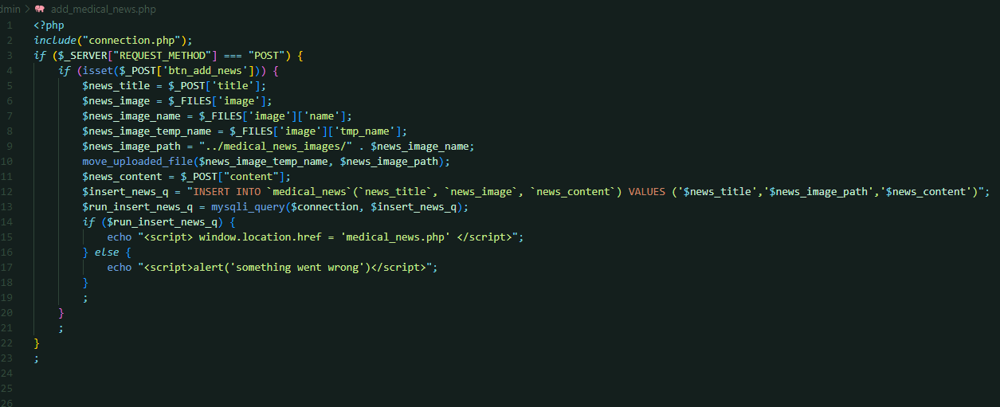 dmin > add_medical_news.php
1 <?php
2 include("connection.php");
3 if ($_SERVER["REQUEST_METHOD"] === "POST") {
4     if (isset($_POST['btn_add_news'])) {
5         $news_title = $_POST['title'];
6         $news_image = $_FILES['image'];
7         $news_image_name = $_FILES['image']['name'];
8         $news_image_temp_name = $_FILES['image']['tmp_name'];
9         $news_image_path = "../medical_news_images/" . $news_image_name;
10         move_uploaded_file($news_image_temp_name, $news_image_path);
11         $news_content = $_POST["content"];
12         $insert_news_q = "INSERT INTO `medical_news`(`news_title`, `news_image`, `news_content`) VALUES ('$news_title','$news_image_path','$news_content')";
13         $run_insert_news_q = mysqli_query($connection, $insert_news_q);
14         if ($run_insert_news_q) {
15             echo "<script> window.location.href = 'medical_news.php' </script>";
16         } else {
17             echo "<script>alert('something went wrong')</script>";
18         }
19         ;
20     }
21     ;
22 }
23 ;
24
25
26